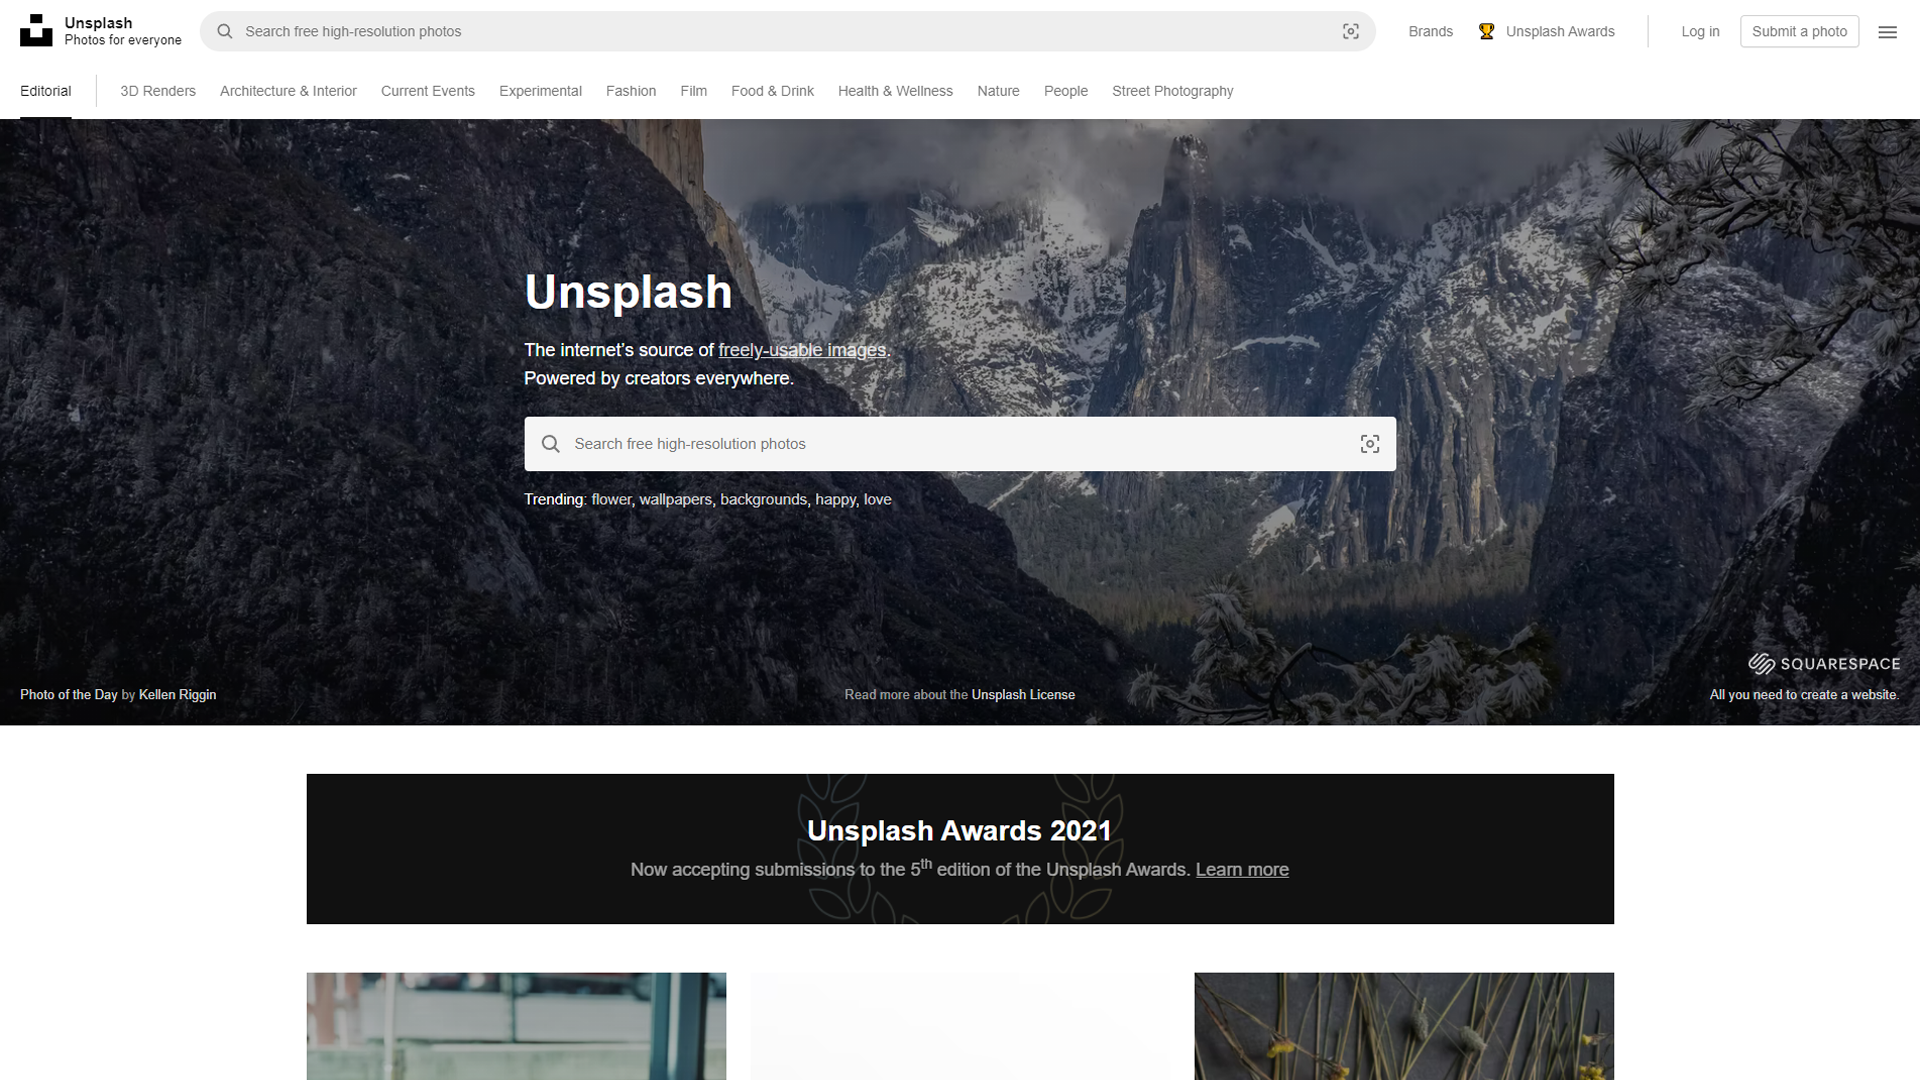 Unsplash
Photos for everyone
Search free high-resolution photos
Brands
Unsplash Awards
Log in
Submit a photo
Editorial
3D Renders
Architecture & Interior
Current Events
Experimental
Fashion
Film
Food & Drink
Health & Wellness
Nature
People
Street Photography
Unsplash
The internet’s source of freely-usable images.
Powered by creators everywhere.
Search free high-resolution photos
Trending: flower, wallpapers, backgrounds, happy, love
SQUARESPACE
Photo of the Day by Kellen Riggin
Read more about the Unsplash License
All you need to create a website.
Unsplash Awards 2021
Now accepting submissions to the 5th edition of the Unsplash Awards. Learn more